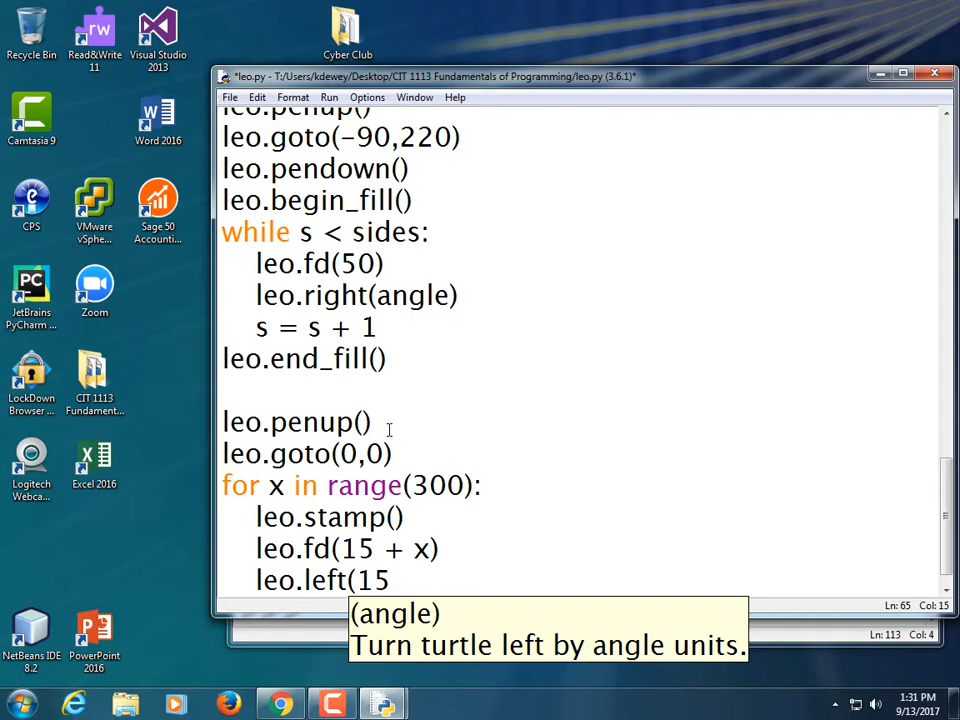 Recycle Bin
Read&Write 11
Visual Studio 2013
Cyber Club
*leo.py - T:/Users/kdewey/Desktop/CIT 1113 Fundamentals of Programming/leo.py (3.6.1)*
File Edit Format Run Options Window Help
leo.penup()
leo.goto(-90,220)
leo.pendown()
leo.begin_fill()
while s < sides:
leo.fd(50)
leo.right(angle)
s = s + 1
leo.end_fill()
leo.penup()
leo.goto(0,0)
for x in range(300):
leo.stamp()
leo.fd(15 + x)
leo.left(15
(angle)
Turn turtle left by angle units.
Ln: 65 Col: 15
Ln: 113 Col: 4
Camtasia 9
Word 2016
CPS
VMware vSphe...
Sage 50 Accounti...
JetBrains PyCharm ...
Zoom
LockDown Browser ...
CIT 1113 Fundament...
Logitech Webca...
Excel 2016
NetBeans IDE 8.2
PowerPoint 2016
1:31 PM
9/13/2017